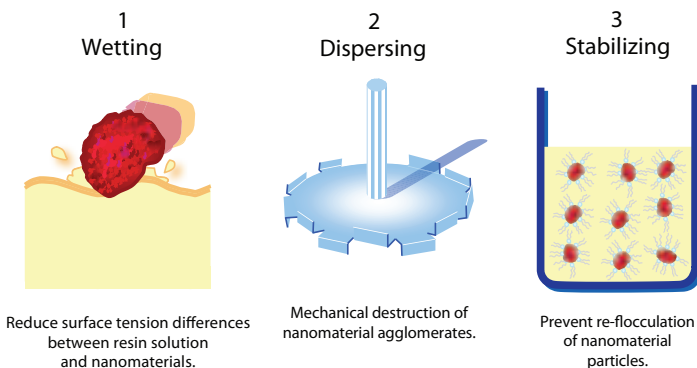 1
Wetting
Reduce surface tension differences
between resin solution
and nanomaterials.
2
Dispersing
Mechanical destruction of
nanomaterial agglomerates.
3
Stabilizing
Prevent re-flocculation
of nanomaterial
particles.